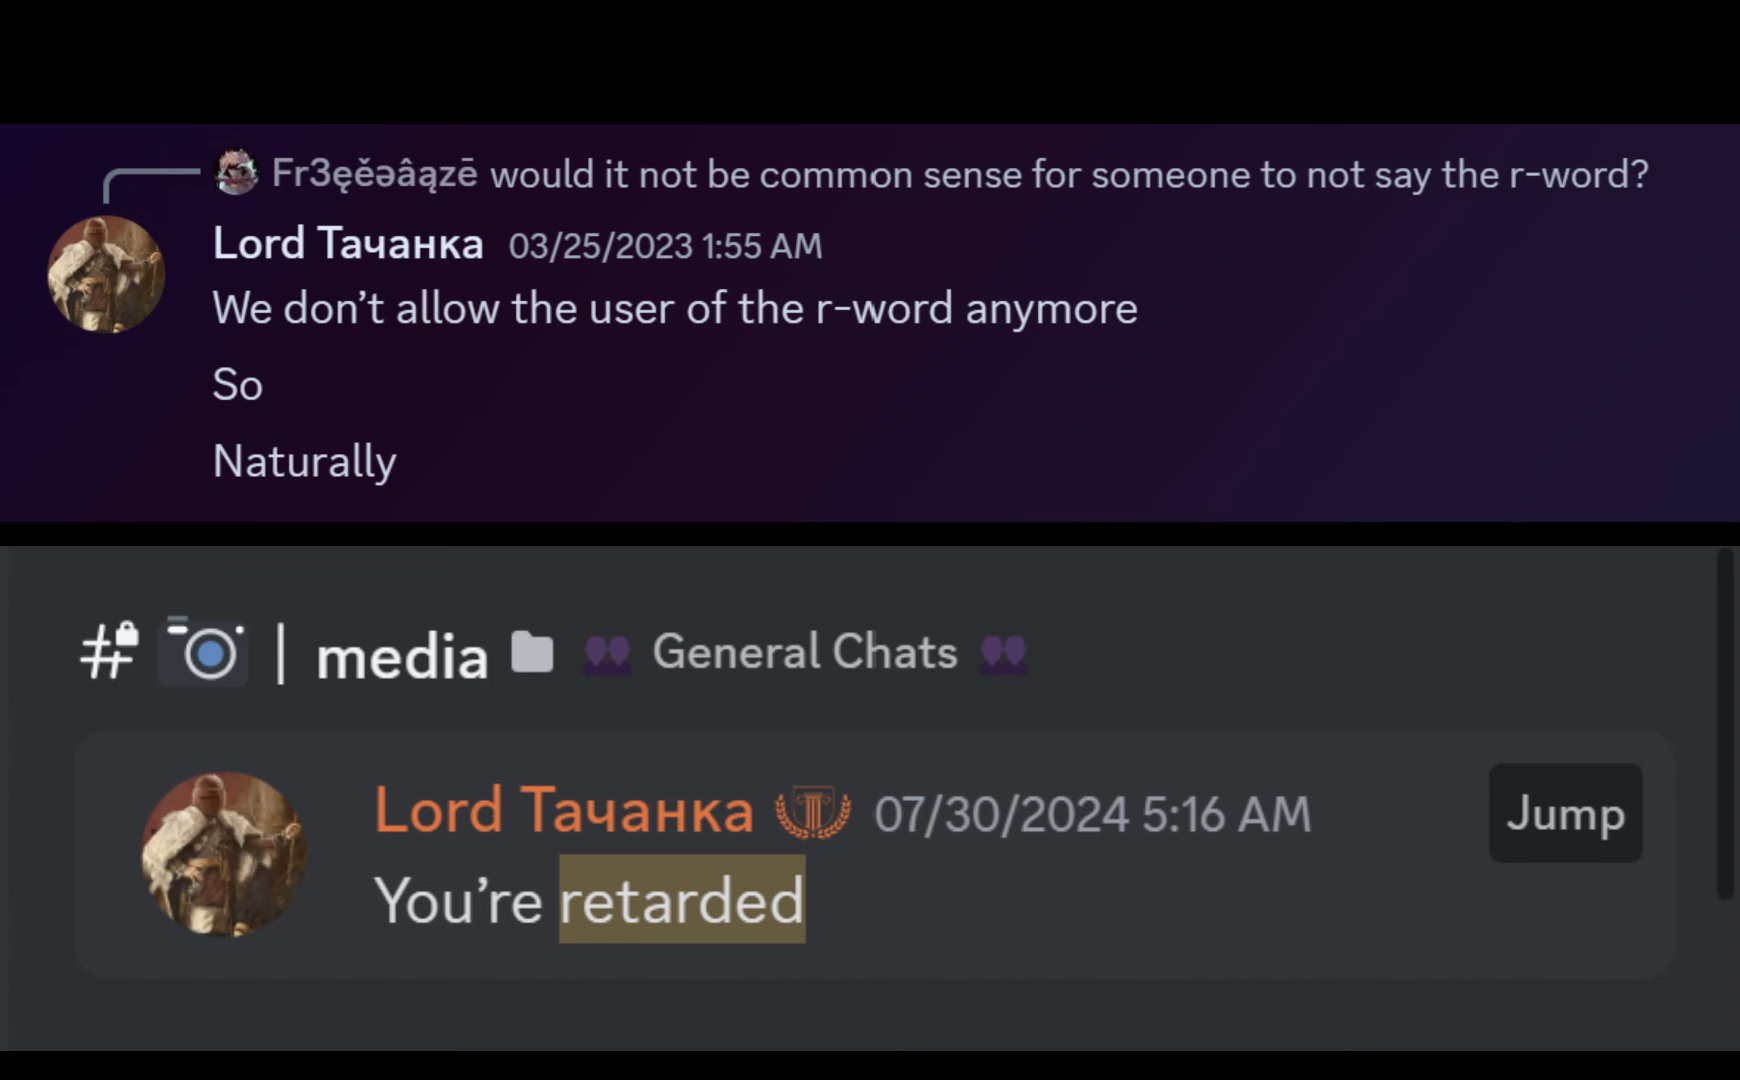 Fr3ęěəâązē would it not be common sense for someone to not say the r-word?
Lord Тачанка 03/25/2023 1:55 AM
We don’t allow the user of the r-word anymore
So
Naturally
# | media General Chats
Lord Тачанка 07/30/2024 5:16 AM
Jump
You’re retarded